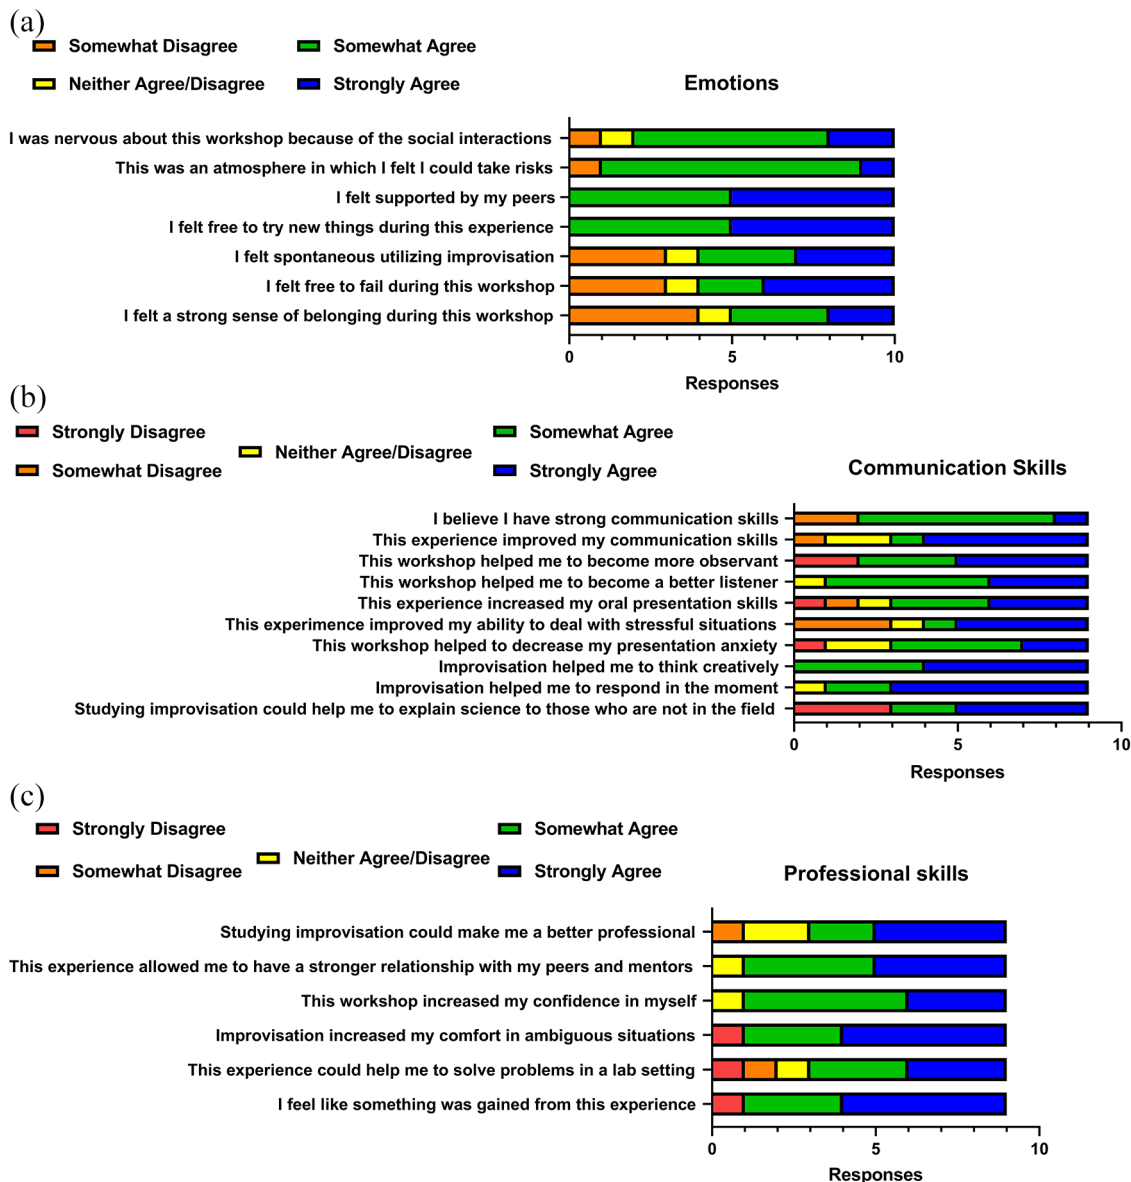 (a)
Somewhat Disagree
Somewhat Agree
Neither Agree/Disagree
Strongly Agree
Emotions
I was nervous about this workshop because of the social interactions
This was an atmosphere in which I felt I could take risks
I felt supported by my peers
I felt free to try new things during this experience
I felt spontaneous utilizing improvisation
I felt free to fail during this workshop
I felt a strong sense of belonging during this workshop
0 5 10
Responses
(b)
Strongly Disagree
Somewhat Agree
Neither Agree/Disagree
Somewhat Disagree
Strongly Agree
Communication Skills
I believe I have strong communication skills
This experience improved my communication skills
This workshop helped me to become more observant
This workshop helped me to become a better listener
This experience increased my oral presentation skills
This experimence improved my ability to deal with stressful situations
This workshop helped to decrease my presentation anxiety
Improvisation helped me to think creatively
Improvisation helped me to respond in the moment
Studying improvisation could help me to explain science to those who are not in the field
0 5 10
Responses
(c)
Strongly Disagree
Somewhat Agree
Neither Agree/Disagree
Somewhat Disagree
Strongly Agree
Professional skills
Studying improvisation could make me a better professional
This experience allowed me to have a stronger relationship with my peers and mentors
This workshop increased my confidence in myself
Improvisation increased my comfort in ambiguous situations
This experience could help me to solve problems in a lab setting
I feel like something was gained from this experience
0 5 10
Responses